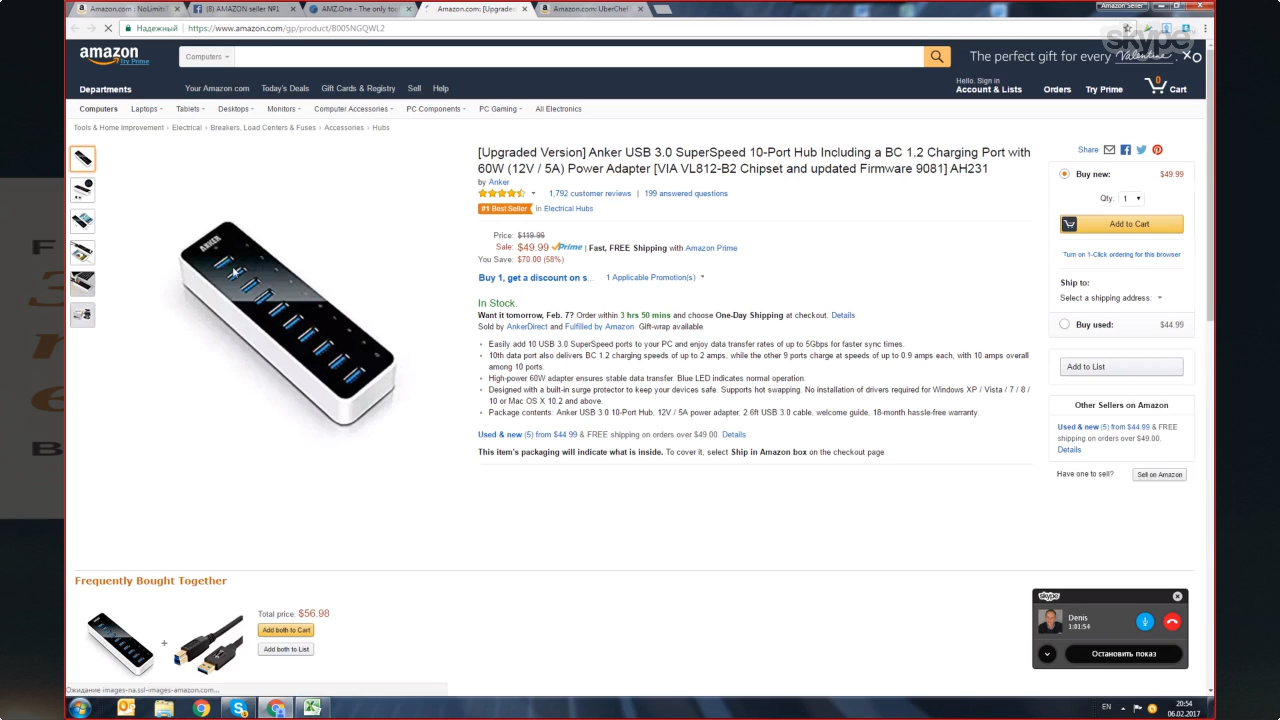 Amazon.com : NoLimits
(8) AMAZON seller №1
AMZ.One - The only too
Amazon.com: [Upgraded
Amazon.com: UberChef
Amazon Seller
Надежный
https://www.amazon.com/gp/product/B005NGQWL2
skype
amazon
Try Prime
Computers
The perfect gift for every Valentine.
Departments
Your Amazon.com
Today's Deals
Gift Cards & Registry
Sell
Help
Hello. Sign in
Account & Lists
Orders
Try Prime
0
Cart
Computers
Laptops
Tablets
Desktops
Monitors
Computer Accessories
PC Components
PC Gaming
All Electronics
Tools & Home Improvement › Electrical › Breakers, Load Centers & Fuses › Accessories › Hubs
[Upgraded Version] Anker USB 3.0 SuperSpeed 10-Port Hub Including a BC 1.2 Charging Port with
60W (12V / 5A) Power Adapter [VIA VL812-B2 Chipset and updated Firmware 9081] AH231
by Anker
1,792 customer reviews | 199 answered questions
#1 Best Seller in Electrical Hubs
Price: $119.99
Sale: $49.99 Prime | Fast, FREE Shipping with Amazon Prime
You Save: $70.00 (58%)
Buy 1, get a discount on s...
1 Applicable Promotion(s)
In Stock.
Want it tomorrow, Feb. 7? Order within 3 hrs 50 mins and choose One-Day Shipping at checkout. Details
Sold by AnkerDirect and Fulfilled by Amazon. Gift-wrap available.
Easily add 10 USB 3.0 SuperSpeed ports to your PC and enjoy data transfer rates of up to 5Gbps for faster sync times.
10th data port also delivers BC 1.2 charging speeds of up to 2 amps, while the other 9 ports charge at speeds of up to 0.9 amps each, with 10 amps overall
among 10 ports.
High-power 60W adapter ensures stable data transfer. Blue LED indicates normal operation.
Designed with a built-in surge protector to keep your devices safe. Supports hot swapping. No installation of drivers required for Windows XP / Vista / 7 / 8 /
10 or Mac OS X 10.2 and above.
Package contents: Anker USB 3.0 10-Port Hub, 12V / 5A power adapter, 2.6ft USB 3.0 cable, welcome guide, 18-month hassle-free warranty.
Used & new (5) from $44.99 & FREE shipping on orders over $49.00. Details
This item's packaging will indicate what is inside. To cover it, select Ship in Amazon box on the checkout page
ANKER
Share
Buy new:
$49.99
Qty: 1
Add to Cart
Turn on 1-Click ordering for this browser
Ship to:
Select a shipping address:
Buy used:
$44.99
Add to List
Other Sellers on Amazon
Used & new (5) from $44.99 & FREE
shipping on orders over $49.00.
Details
Have one to sell?
Sell on Amazon
Frequently Bought Together
+
Total price: $56.98
Add both to Cart
Add both to List
skype
Denis
1:01:54
Остановить показ
Ожидание images-na.ssl-images-amazon.com...
EN
20:54
06.02.2017